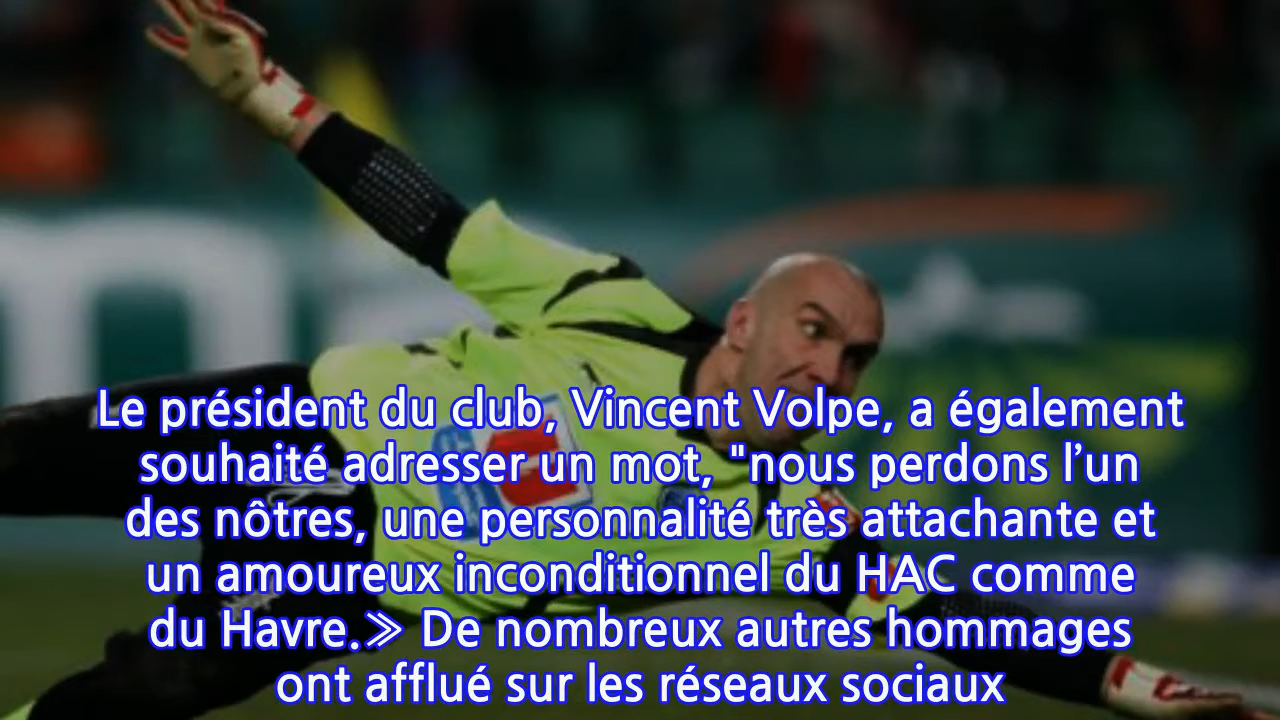 Le président du club, Vincent Volpe, a également
souhaité adresser un mot, "nous perdons l’un
des nôtres, une personnalité très attachante et
un amoureux inconditionnel du HAC comme
du Havre.≫ De nombreux autres hommages
ont afflué sur les réseaux sociaux